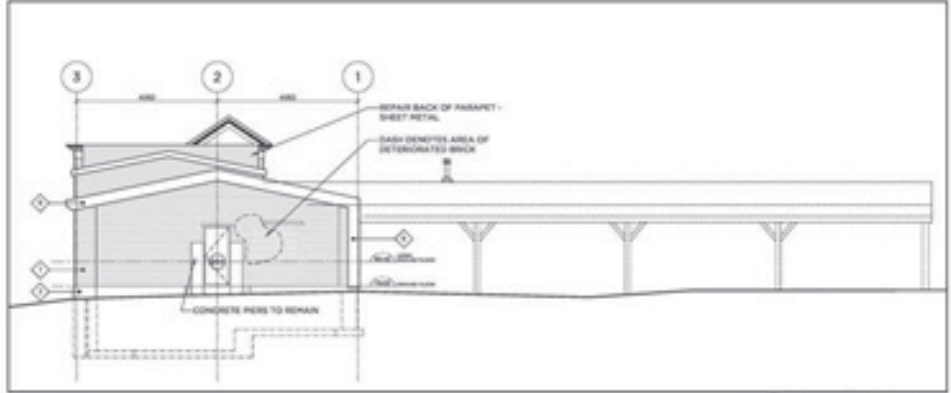 3
2
1
REPAIR BACK OF PARAPET -
SHEET METAL
DASH DENOTES AREA OF
DETERIORATED BRICK
CONCRETE PIERS TO REMAIN